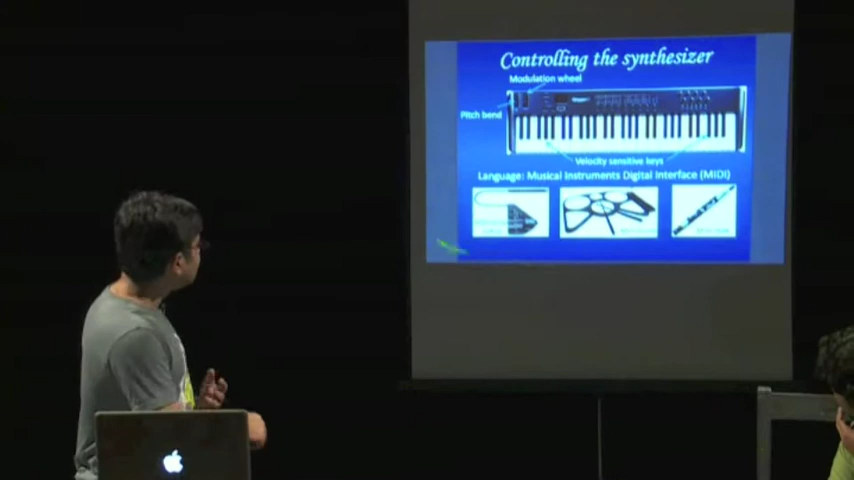 Controlling the synthesizer
Modulation wheel
Pitch bend
Velocity sensitive keys
Language: Musical Instruments Digital Interface (MIDI)